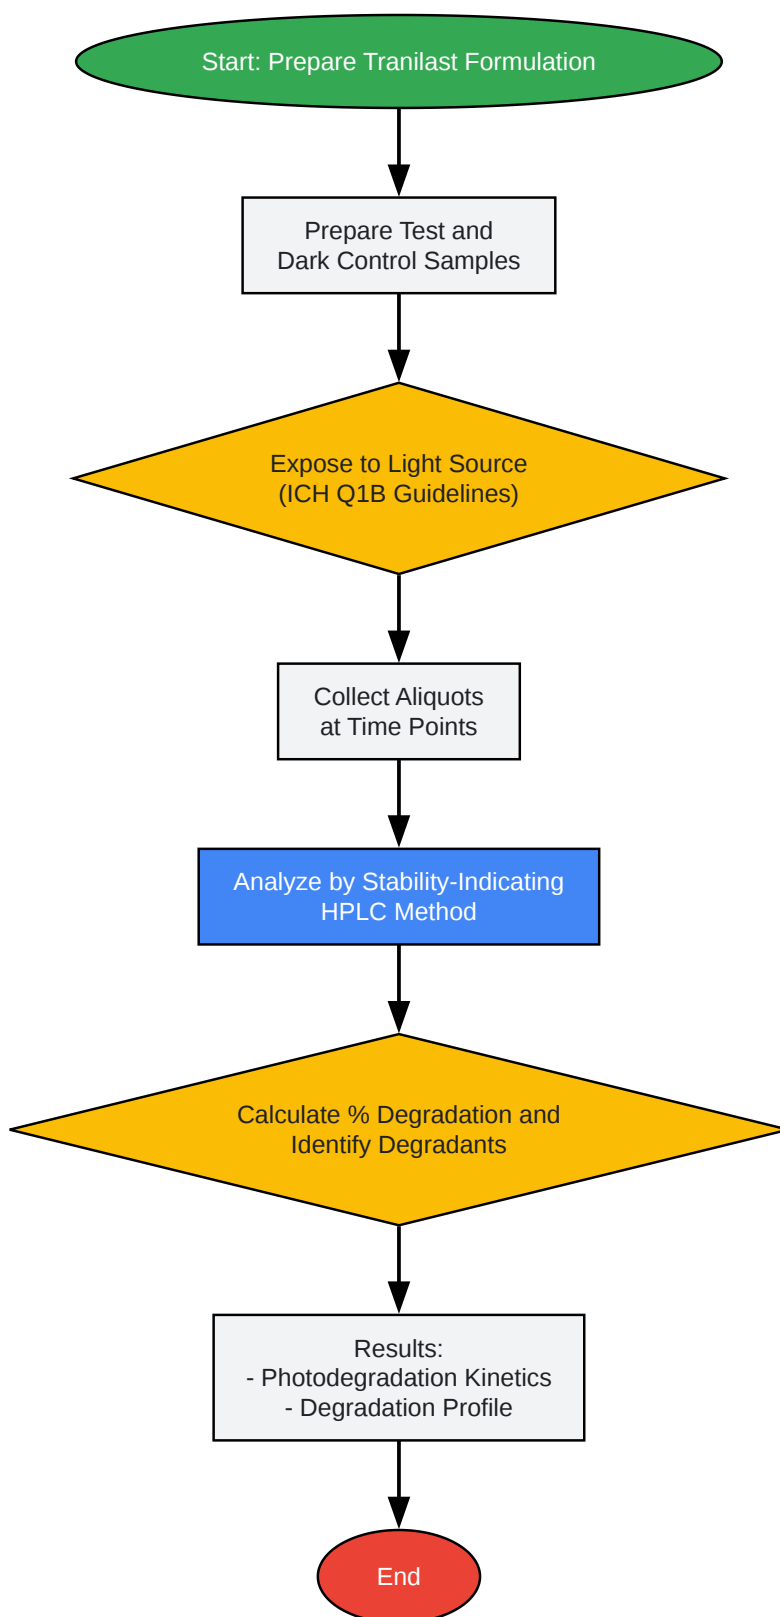 Start: Prepare Tranilast Formulation
Prepare Test and
Dark Control Samples
Expose to Light Source
(ICH Q1B Guidelines)
Collect Aliquots
at Time Points
Analyze by Stability-Indicating
HPLC Method
Calculate % Degradation and
Identify Degradants
Results:
- Photodegradation Kinetics
- Degradation Profile
End